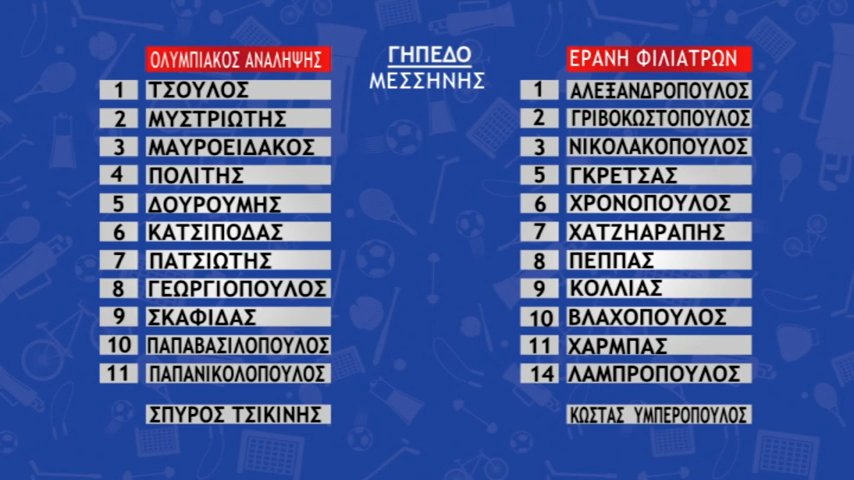 ΟΛΥΜΠΙΑΚΟΣ ΑΝΑΛΗΨΗΣ
1 ΤΣΟΥΛΟΣ
2 ΜΥΣΤΡΙΩΤΗΣ
3 ΜΑΥΡΟΕΙΔΑΚΟΣ
4 ΠΟΛΙΤΗΣ
5 ΔΟΥΡΟΥΜΗΣ
6 ΚΑΤΣΙΠΟΔΑΣ
7 ΠΑΤΣΙΩΤΗΣ
8 ΓΕΩΡΓΙΟΠΟΥΛΟΣ
9 ΣΚΑΦΙΔΑΣ
10 ΠΑΠΑΒΑΣΙΛΟΠΟΥΛΟΣ
11 ΠΑΠΑΝΙΚΟΛΟΠΟΥΛΟΣ
ΣΠΥΡΟΣ ΤΣΙΚΙΝΗΣ
ΓΗΠΕΔΟ
ΜΕΣΣΗΝΗΣ
ΕΡΑΝΗ ΦΙΛΙΑΤΡΩΝ
1 ΑΛΕΞΑΝΔΡΟΠΟΥΛΟΣ
2 ΓΡΙΒΟΚΩΣΤΟΠΟΥΛΟΣ
3 ΝΙΚΟΛΑΚΟΠΟΥΛΟΣ
5 ΓΚΡΕΤΣΑΣ
6 ΧΡΟΝΟΠΟΥΛΟΣ
7 ΧΑΤΖΗΑΡΑΠΗΣ
8 ΠΕΠΠΑΣ
9 ΚΟΛΛΙΑΣ
10 ΒΛΑΧΟΠΟΥΛΟΣ
11 ΧΑΡΜΠΑΣ
14 ΛΑΜΠΡΟΠΟΥΛΟΣ
ΚΩΣΤΑΣ ΥΜΠΕΡΟΠΟΥΛΟΣ